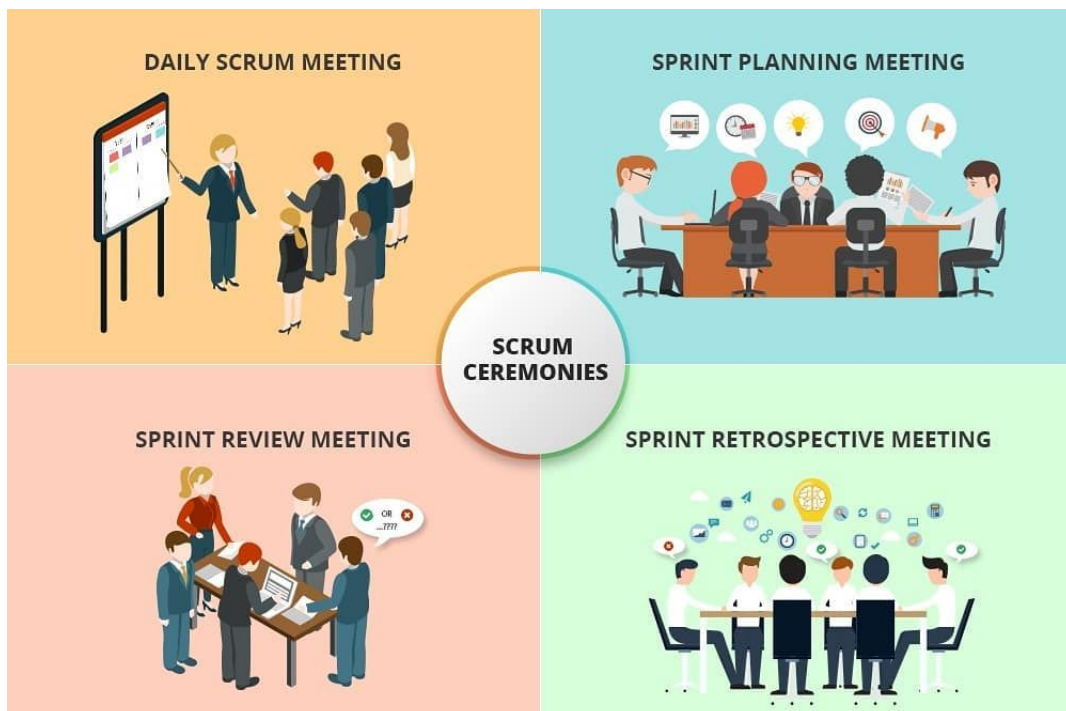 DAILY SCRUM MEETING
SPRINT PLANNING MEETING
SCRUM
CEREMONIES
SPRINT REVIEW MEETING
OR
...????
SPRINT RETROSPECTIVE MEETING